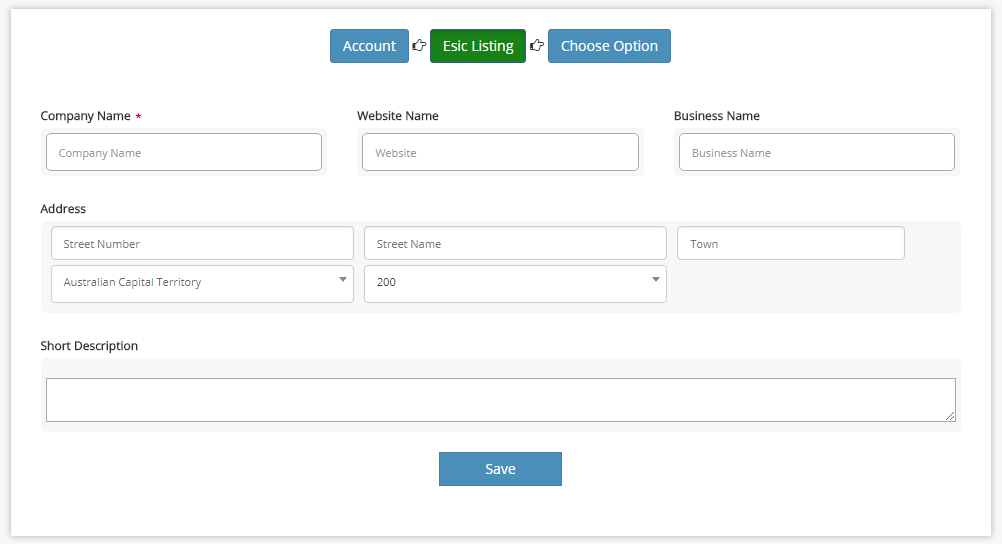 Account Esic Listing Choose Option
Company Name * Website Name Business Name
Company Name Website Business Name
Address
Street Number Street Name Town
Australian Capital Territory 200
Short Description
Save